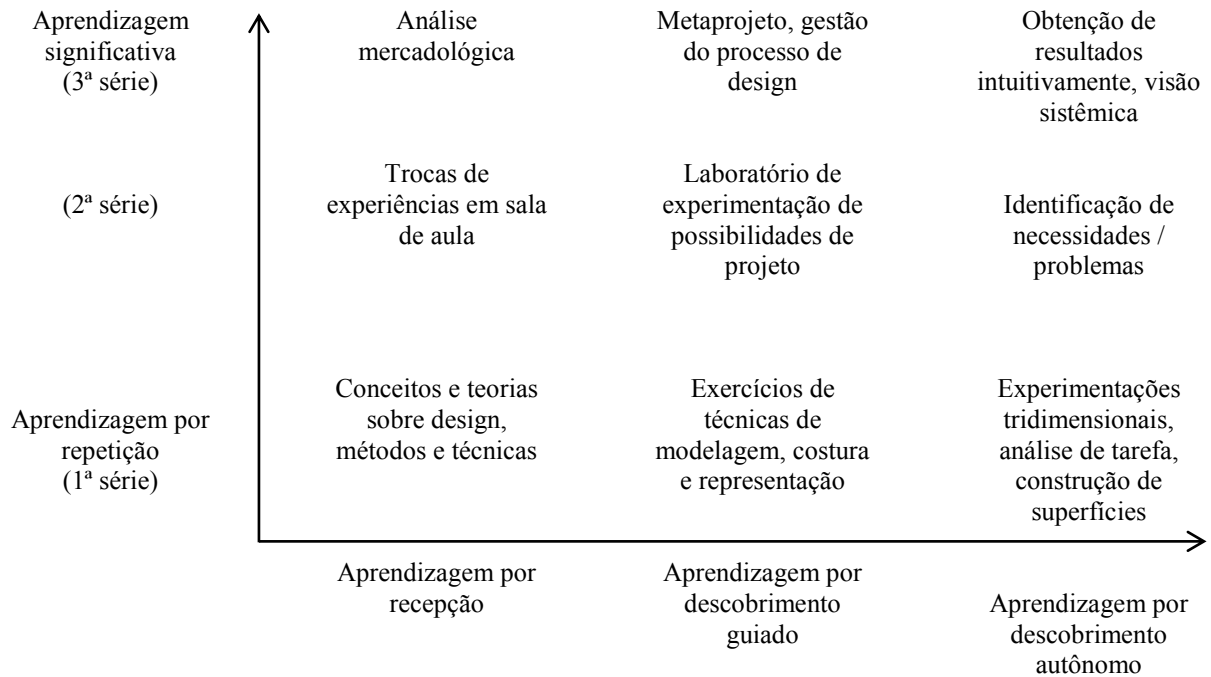 Aprendizagem
significativa
(3ª série)
Análise
mercadológica
Metaprojeto, gestão
do processo de
design
Obtenção de
resultados
intuitivamente, visão
sistêmica
(2ª série)
Trocas de
experiências em sala
de aula
Laboratório de
experimentação de
possibilidades de
projeto
Identificação de
necessidades /
problemas
Aprendizagem por
repetição
(1ª série)
Conceitos e teorias
sobre design,
métodos e técnicas
Exercícios de
técnicas de
modelagem, costura
e representação
Experimentações
tridimensionais,
análise de tarefa,
construção de
superfícies
Aprendizagem por
recepção
Aprendizagem por
descobrimento
guiado
Aprendizagem por
descobrimento
autônomo